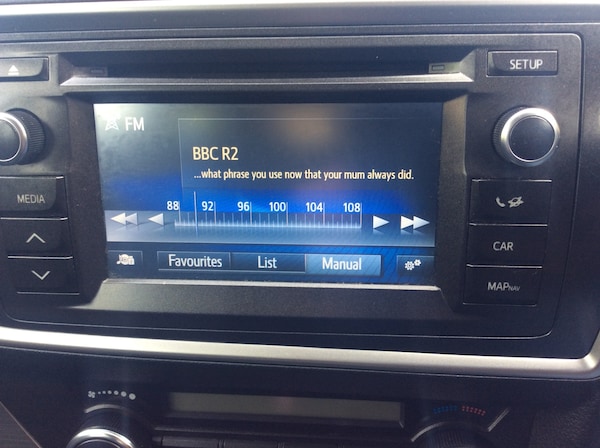 SETUP
FM
BBC R2
...what phrase you use now that your mum always did.
MEDIA
88 92 96 100 104 108
CAR
Favourites List Manual
MAP NAV